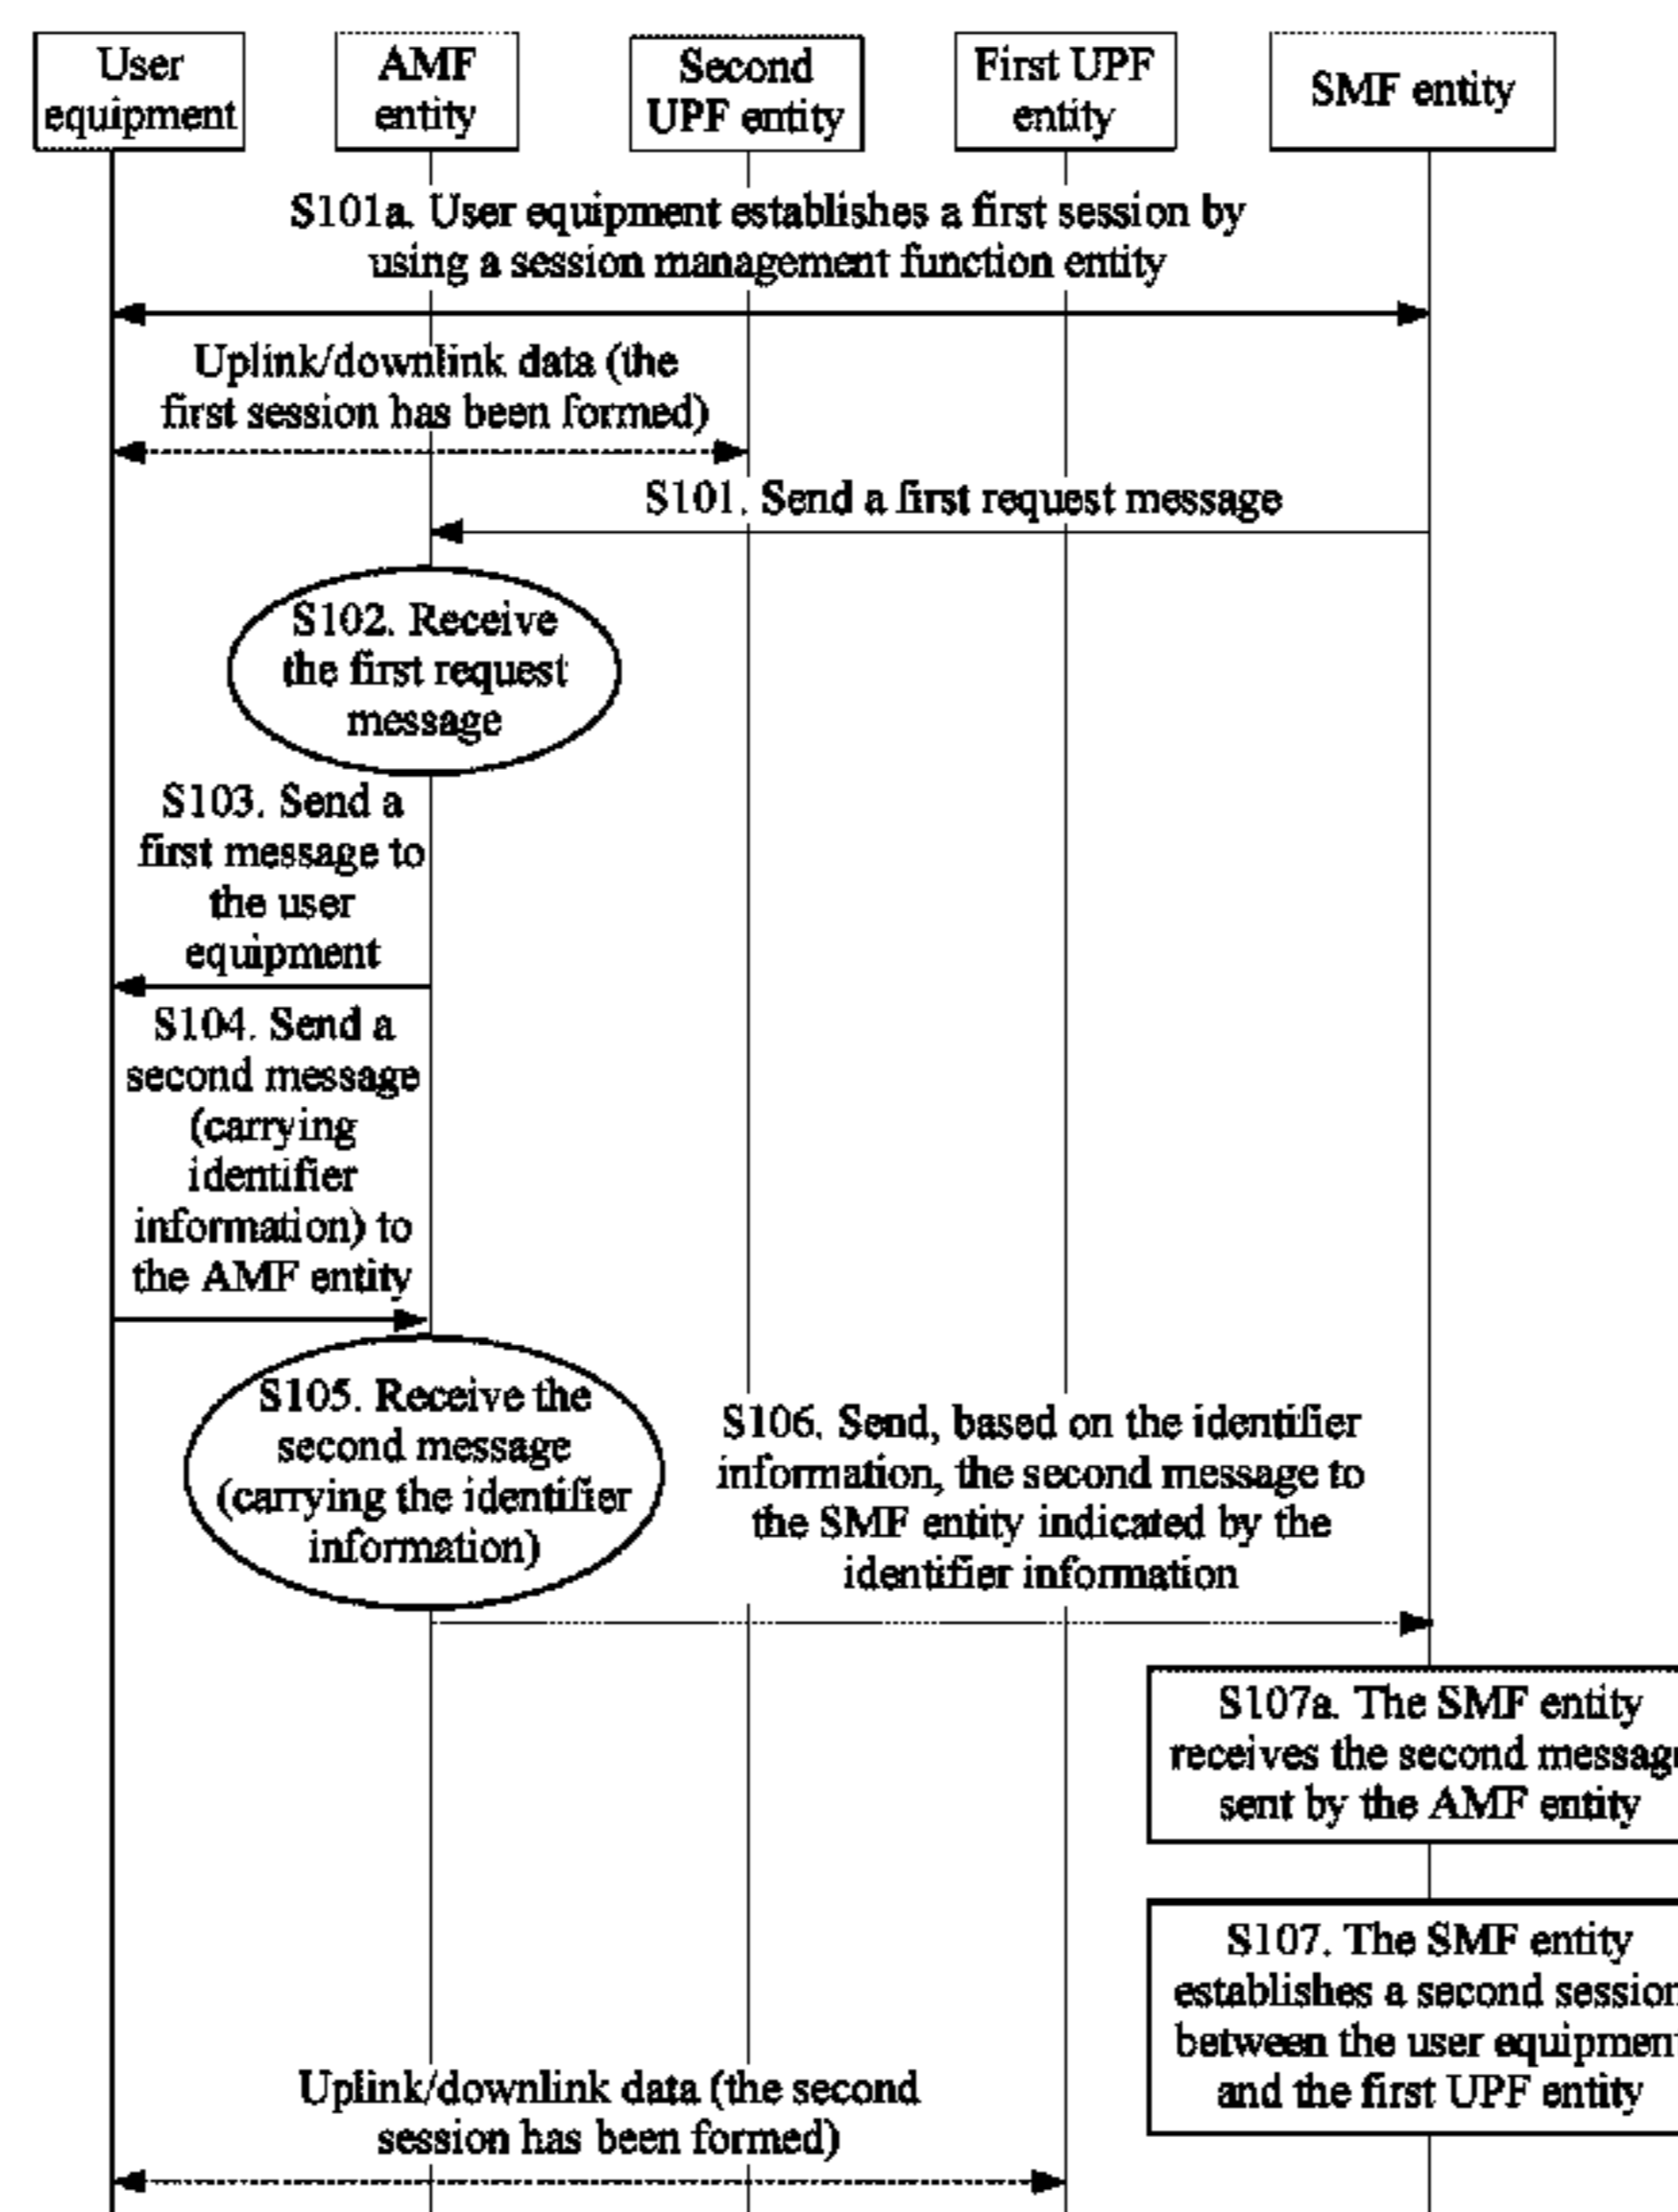 User
equipment
AMF
entity
Second
UPF entity
First UPF
entity
SMF entity
S101a. User equipment establishes a first session by
using a session management function entity
Uplink/downlink data (the
first session has been formed)
S101. Send a first request message
S102. Receive
the first request
message
S103. Send a
first message to
the user
equipment
S104. Send a
second message
(carrying
identifier
information) to
the AMF entity
S105. Receive the
second message
(carrying the identifier
information)
S106. Send, based on the identifier
information, the second message to
the SMF entity indicated by the
identifier information
S107a. The SMF entity
receives the second message
sent by the AMF entity
S107. The SMF entity
establishes a second session
between the user equipment
and the first UPF entity
Uplink/downlink data (the second
session has been formed)